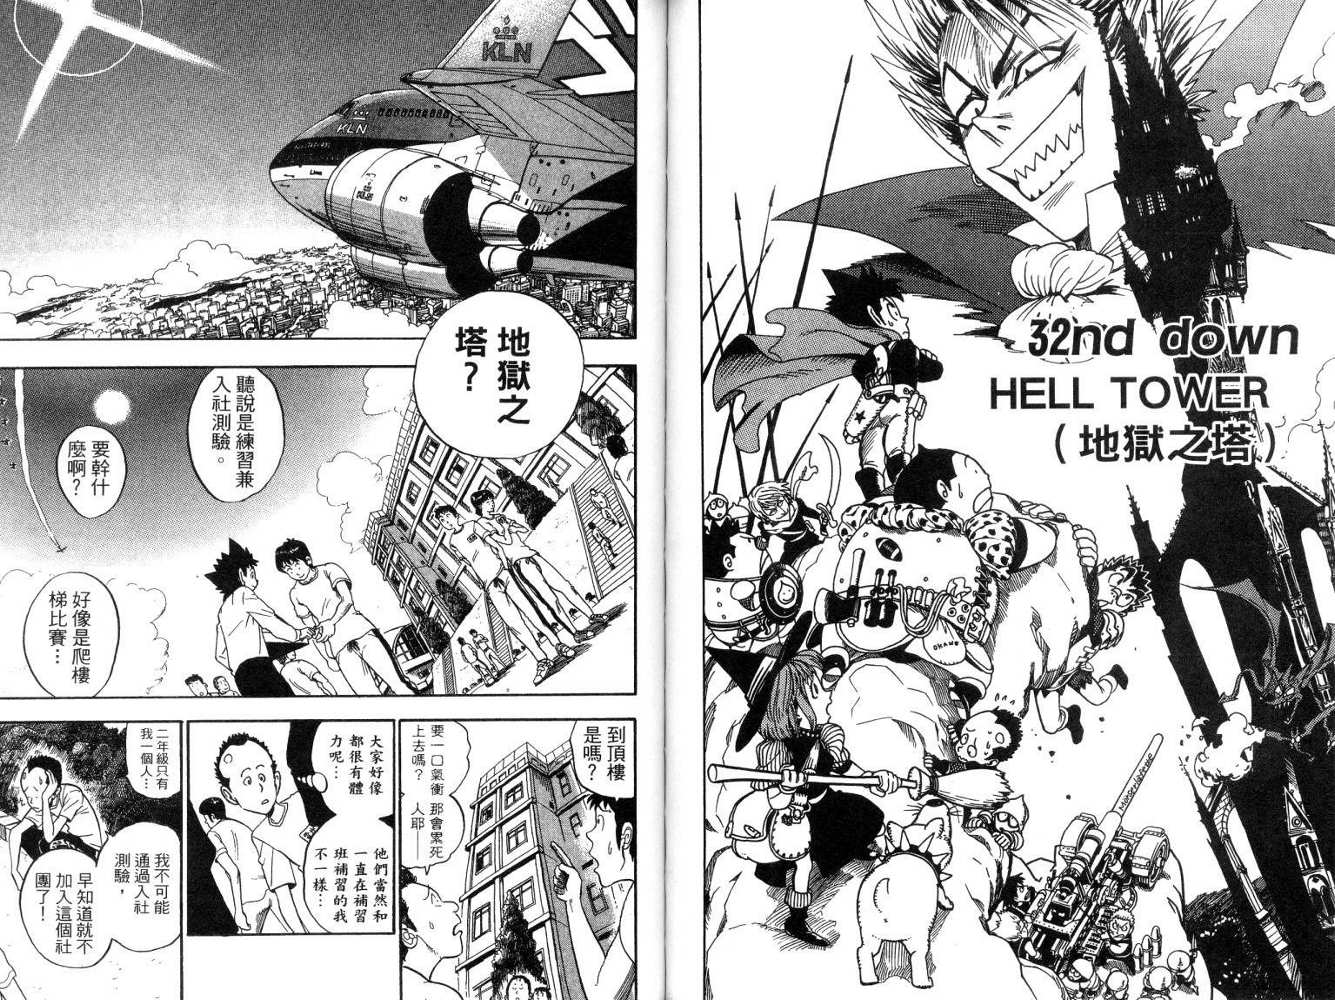 32nd down
HELL TOWER
(地獄之塔)
KLN
KLN
地獄之
塔？
聽說是練習兼
入社測驗。
要幹什
麼啊？
好像是爬樓
梯比賽…
到頂樓
是嗎？
要一口氣衝
上去嗎？
那會累死
人耶——
大家好像
都很有體
力呢…
他們當然和
一直在補習
班補習的我
不一樣…
二年級只有
我一個人…
我不可能
通過入社
測驗，
早知道就不
加入這個社
團了！